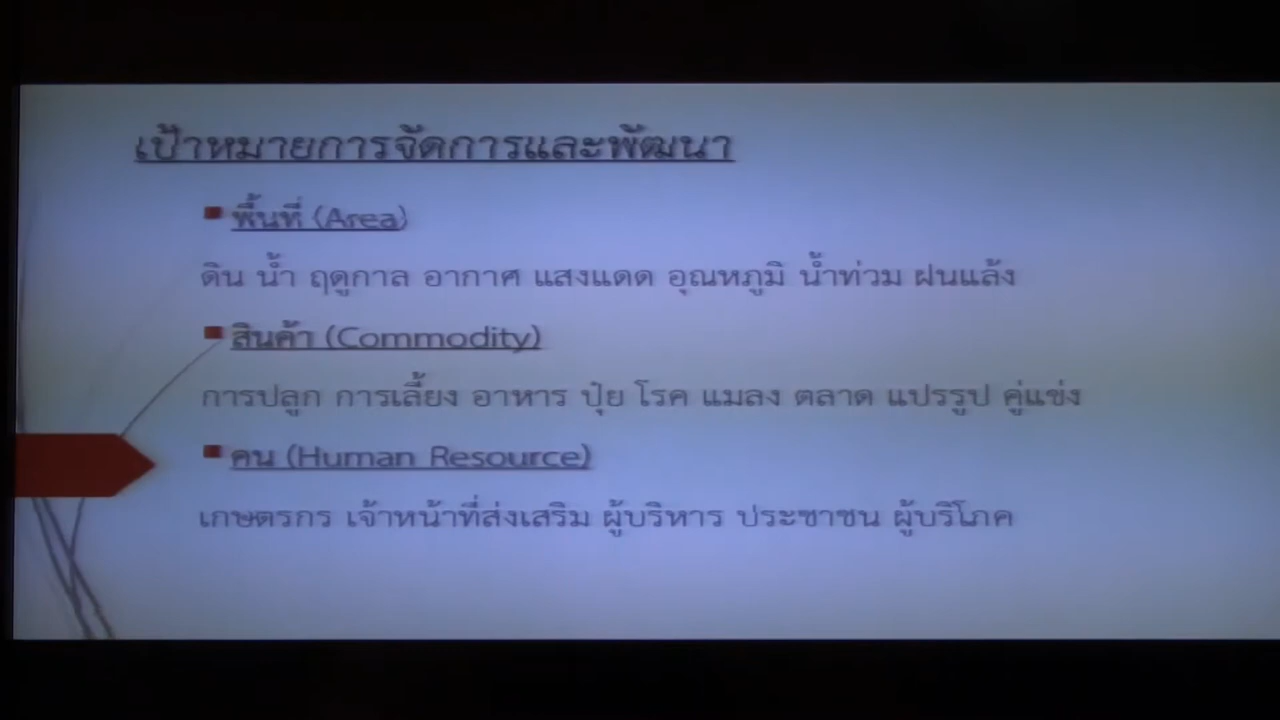 เป้าหมายการจัดการและพัฒนา
พื้นที่ (Area)
ดิน น้ำ ฤดูกาล อากาศ แสงแดด อุณหภูมิ น้ำท่วม ฝนแล้ง
สินค้า (Commodity)
การปลูก การเลี้ยง อาหาร ปุ๋ย โรค แมลง ตลาด แปรรูป คู่แข่ง
คน (Human Resource)
เกษตรกร เจ้าหน้าที่ส่งเสริม ผู้บริหาร ประชาชน ผู้บริโภค